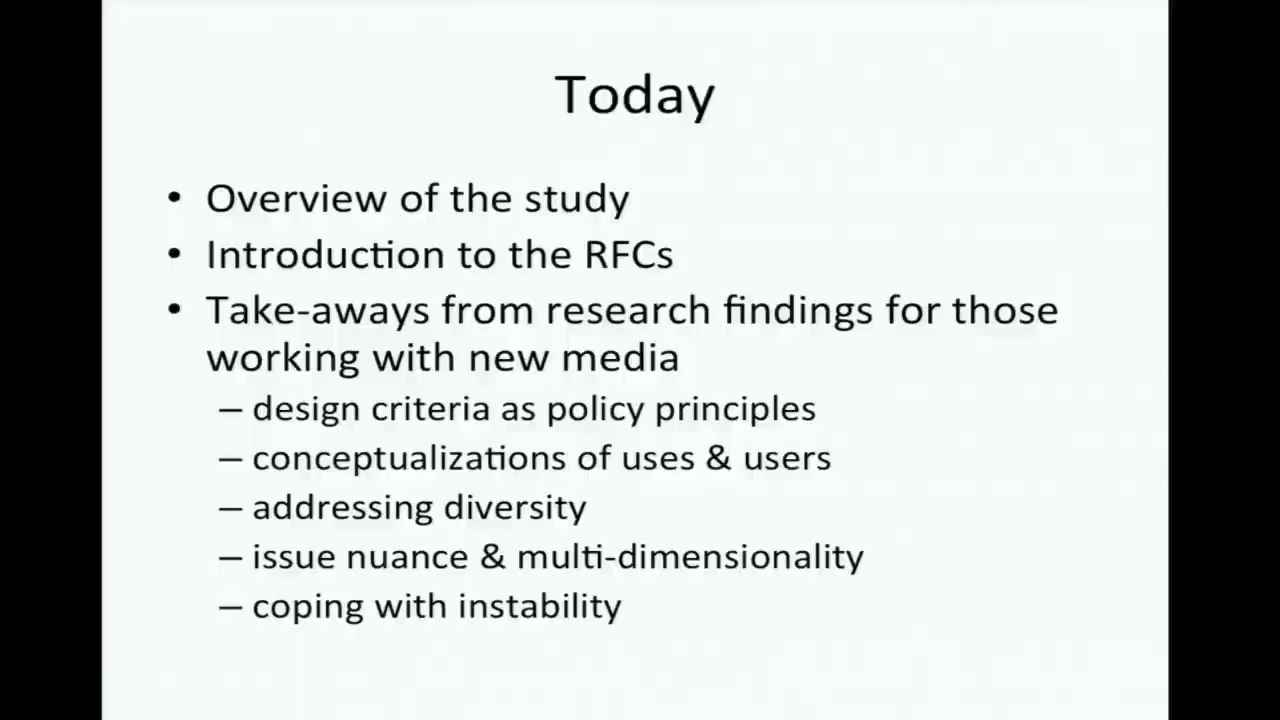 Today
• Overview of the study
• Introduction to the RFCs
• Take-aways from research findings for those
working with new media
– design criteria as policy principles
– conceptualizations of uses & users
– addressing diversity
– issue nuance & multi-dimensionality
– coping with instability